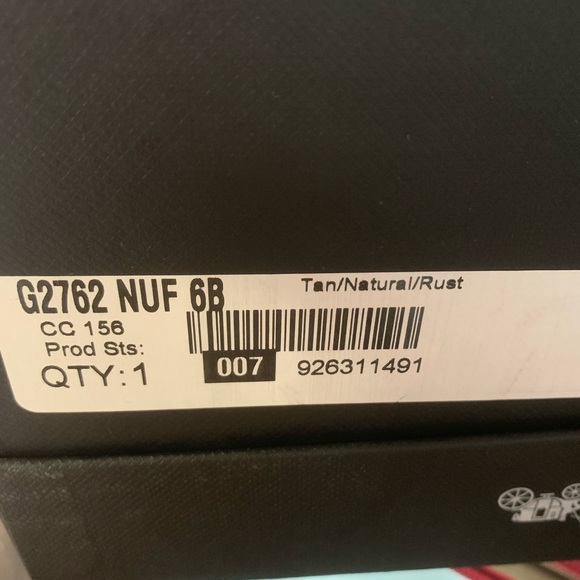 G2762 NUF 6B
Tan/Natural/Rust
CC 156
Prod Sts:
QTY:1
007
926311491